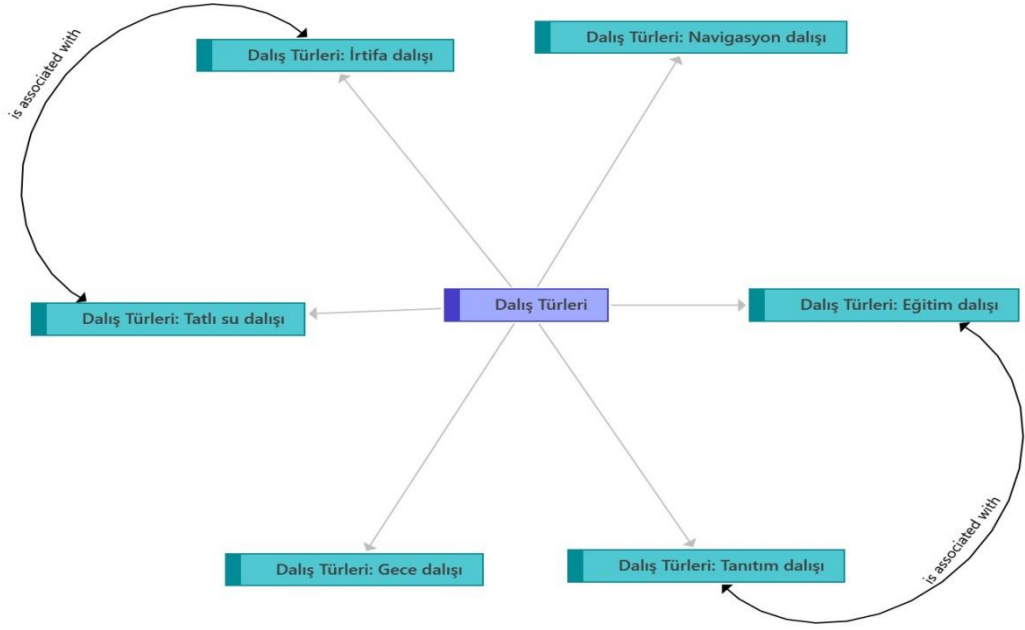 is associated with
Dalış Türleri: İrtifa dalışı
Dalış Türleri: Navigasyon dalışı
Dalış Türleri: Tatlı su dalışı
Dalış Türleri
Dalış Türleri: Eğitim dalışı
Dalış Türleri: Gece dalışı
Dalış Türleri: Tanıtım dalışı
is associated with